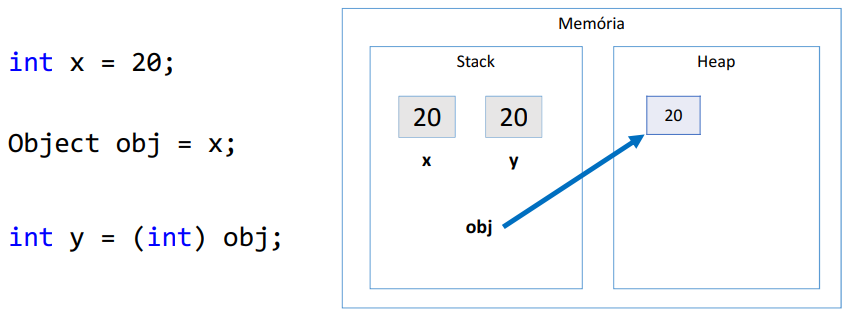 int x = 20;
Object obj = x;
int y = (int) obj;
Memória
Stack
Heap
20
20
20
x
y
obj